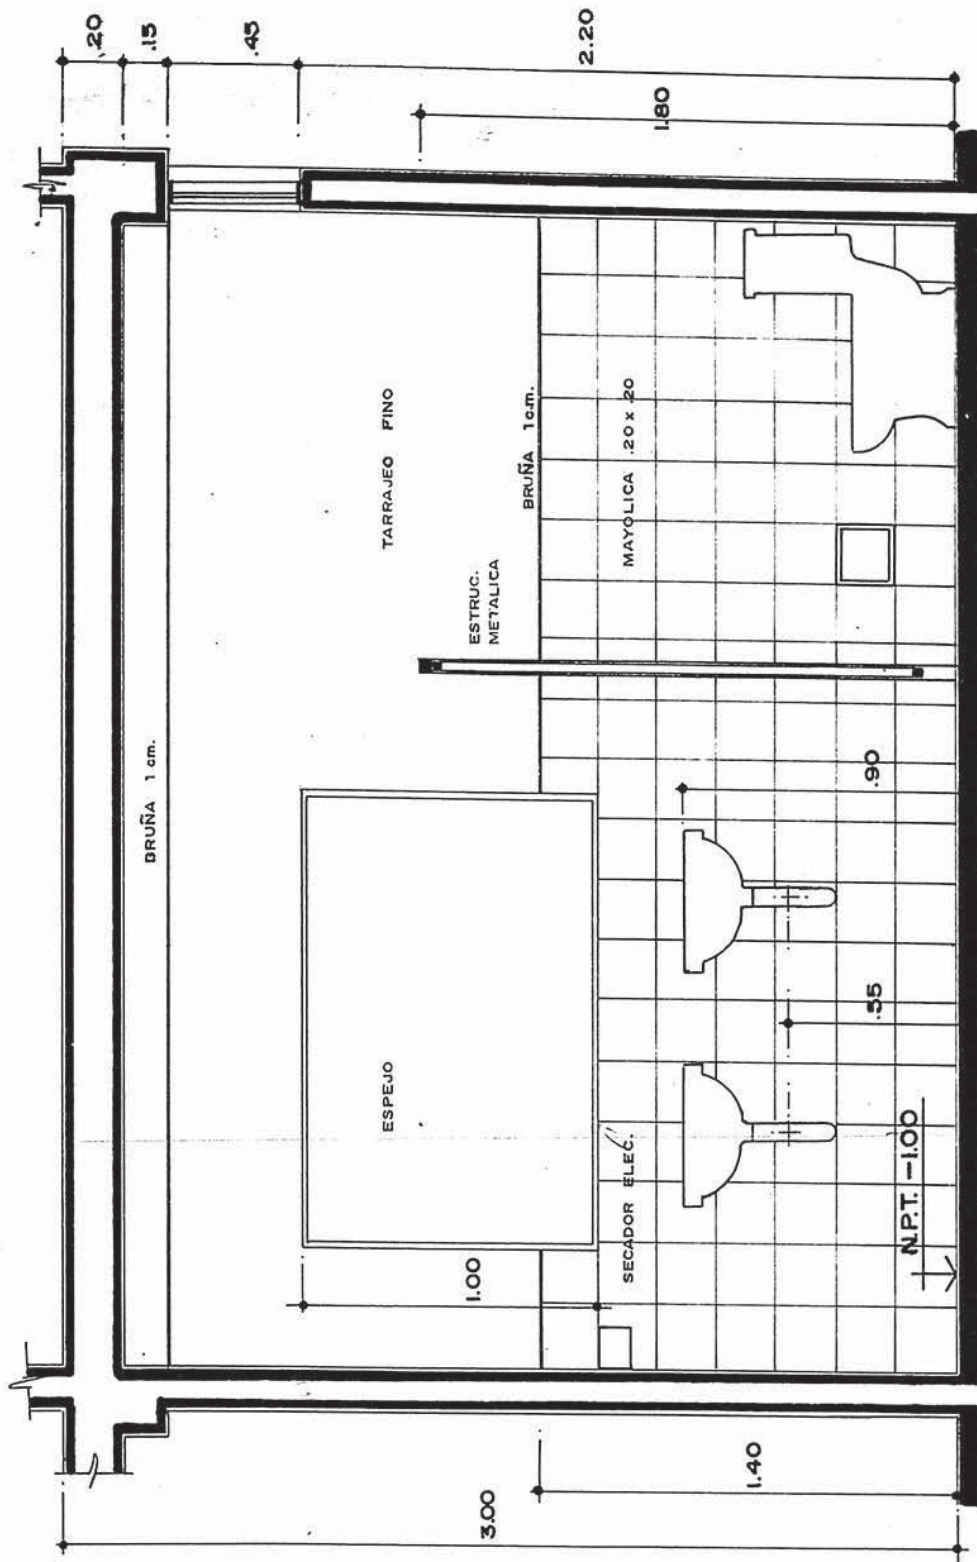 .20
.15
.45
2.20
1.80
BRUÑA 1 cm.
TARRAJEO FINO
ESTRUC.
METALICA
BRUÑA 1cm.
MAYOLICA .20 x .20
ESPEJO
1.00
SECADOR ELEC.
.90
.55
N.P.T. -1.00
3.00
1.40